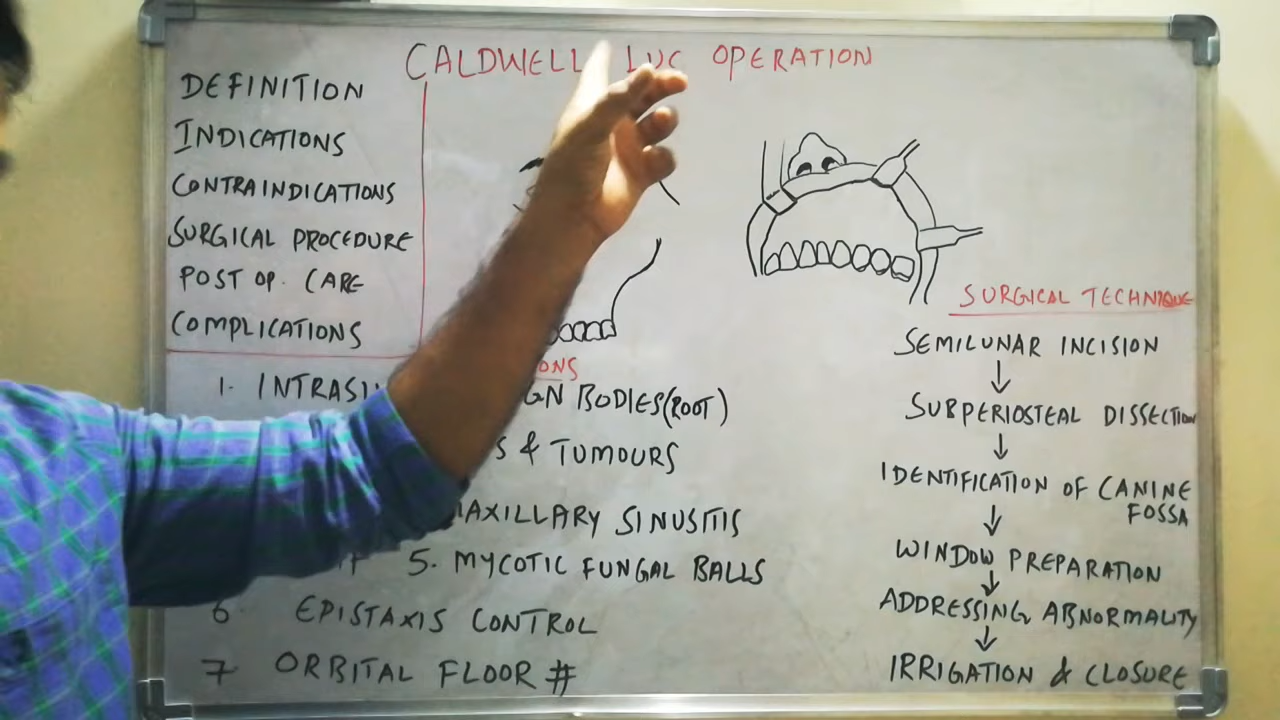 CALDWELL LUC OPERATION
DEFINITION
INDICATIONS
CONTRAINDICATIONS
SURGICAL PROCEDURE
POST OP. CARE
COMPLICATIONS
ONS
1. INTRASI GN BODIES (ROOT)
S & TUMOURS
AXILLARY SINUSITIS
5. MYCOTIC FUNGAL BALLS
6 EPISTAXIS CONTROL
7. ORBITAL FLOOR #
SURGICAL TECHNIQUE
SEMILUNAR INCISION
↓
SUBPERIOSTEAL DISSECTION
↓
IDENTIFICATION OF CANINE
FOSSA
↓
WINDOW PREPARATION
↓
ADDRESSING ABNORMALITY
↓
IRRIGATION & CLOSURE